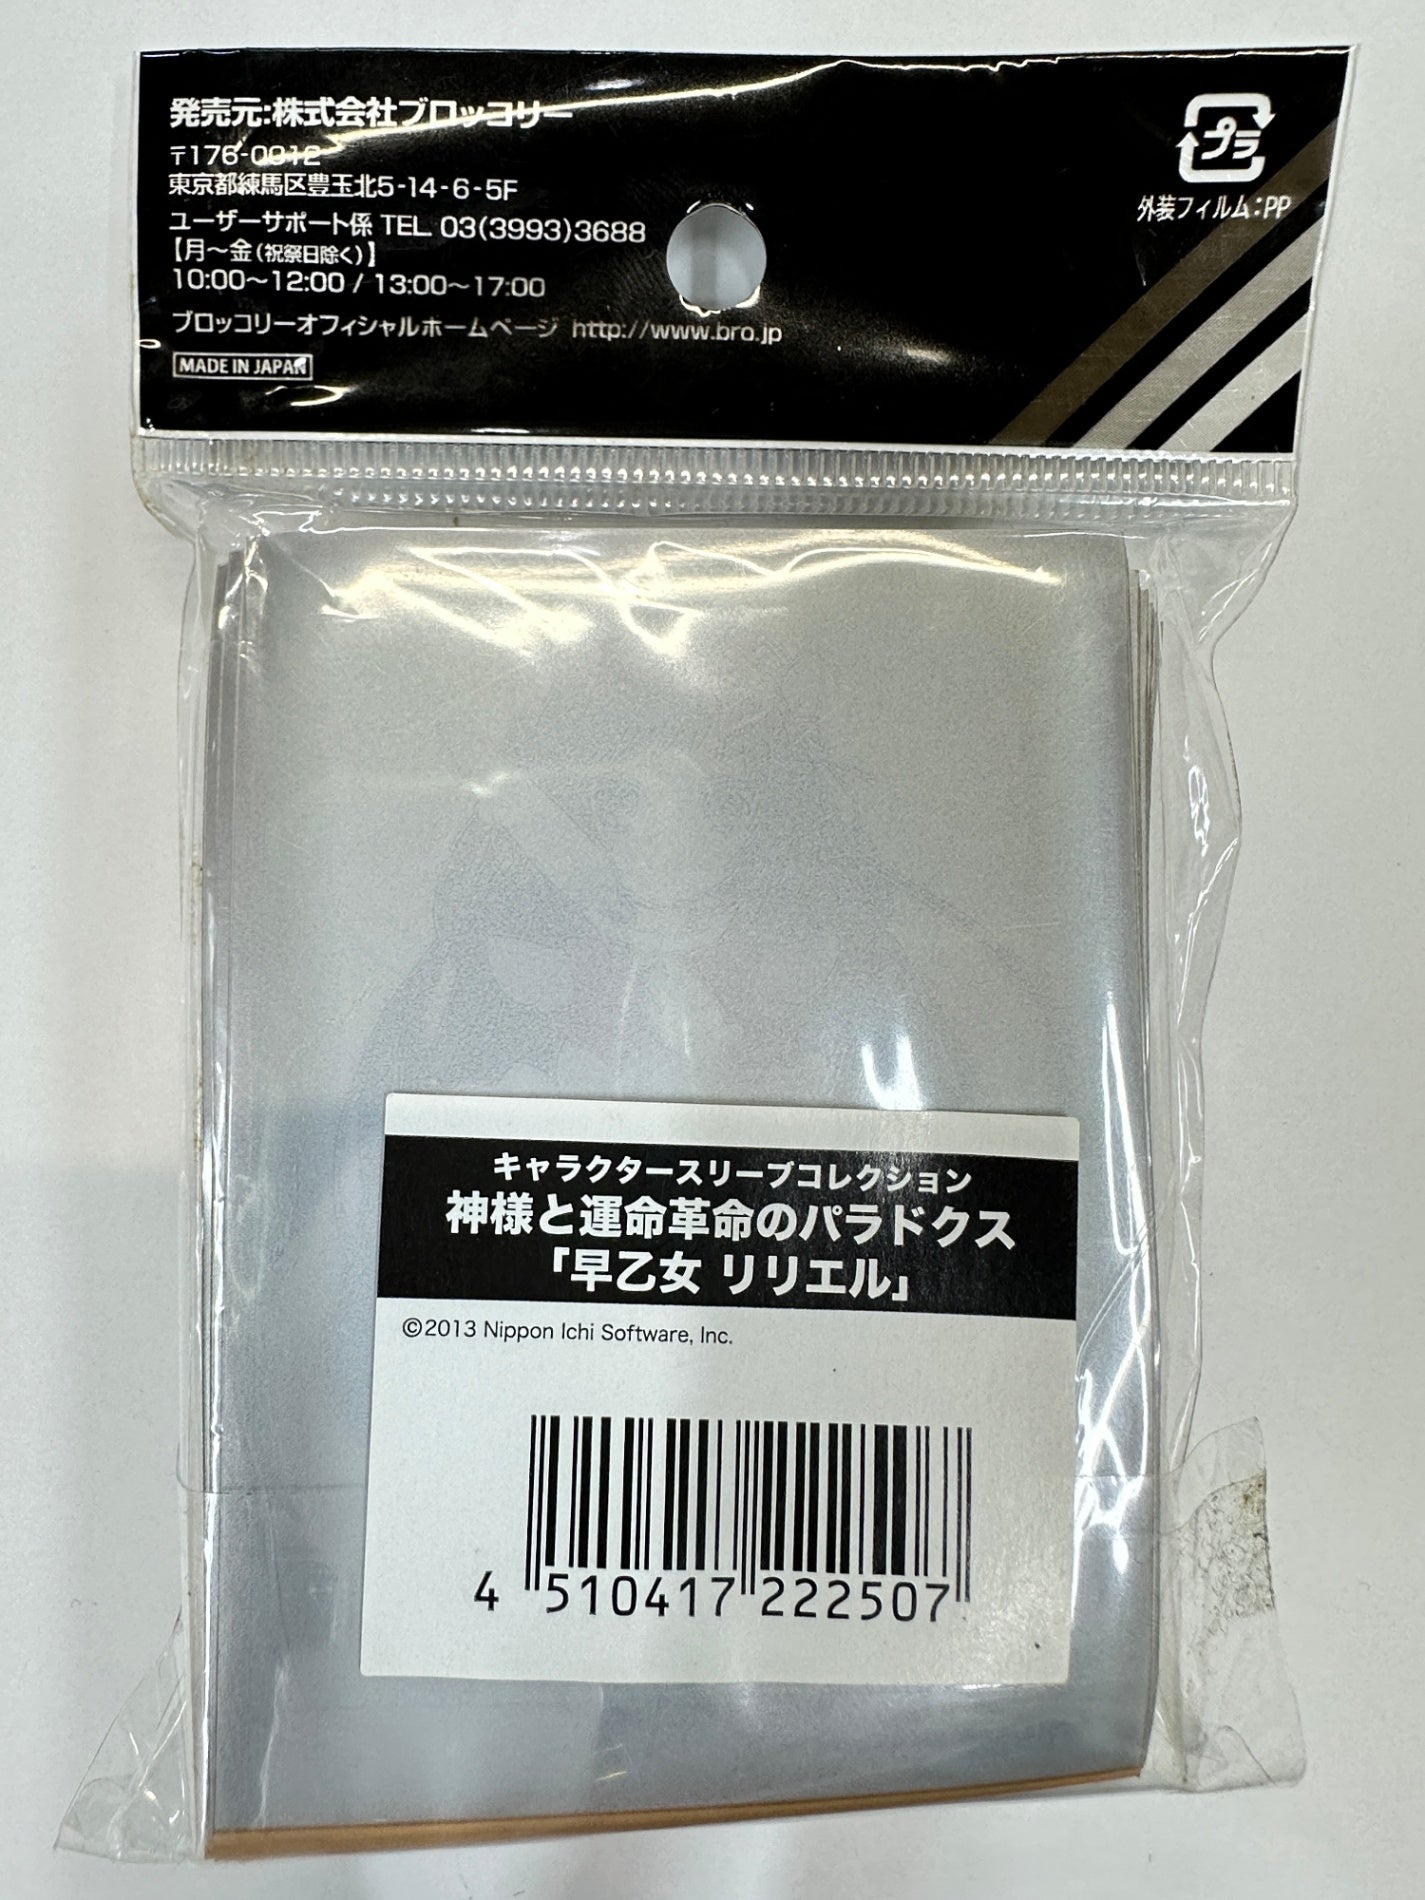 発売元:株式会社ブロッコリー
〒176-0012
東京都練馬区豊玉北5-14-6-5F
ユーザーサポート係 TEL. 03(3993)3688
【月〜金(祝祭日除く)】
10:00〜12:00 / 13:00〜17:00
ブロッコリーオフィシャルホームページ http://www.bro.jp
MADE IN JAPAN
プラ
外装フィルム:PP
キャラクタースリーブコレクション
神様と運命革命のパラドクス
「早乙女 リリエル」
©2013 Nippon Ichi Software, Inc.
4 510417 222507